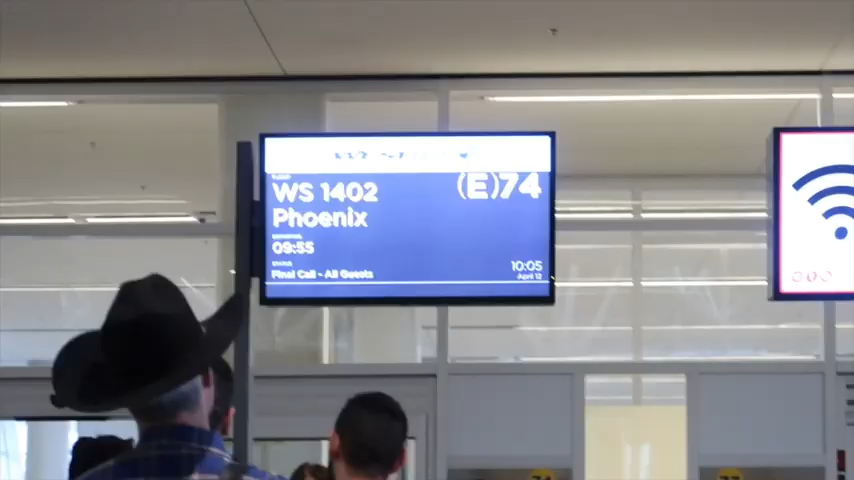 WS 1402
(E)74
Phoenix
09:55
Final Call - All Guests
10:05
April 12